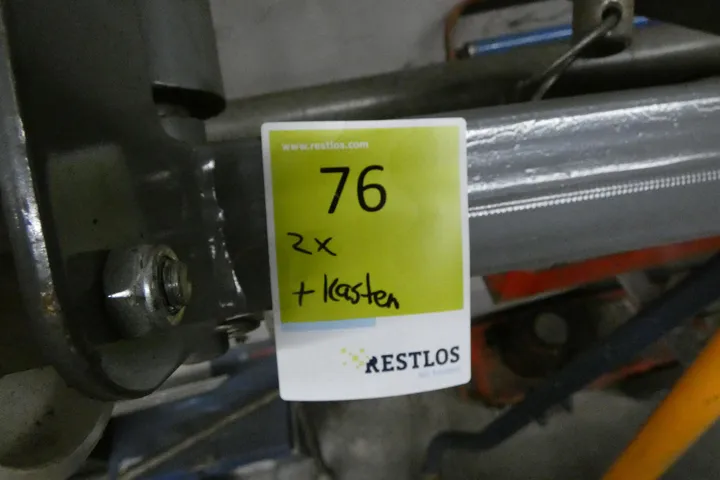 www.restlos.com
76
2x
+ Kasten
RESTLOS